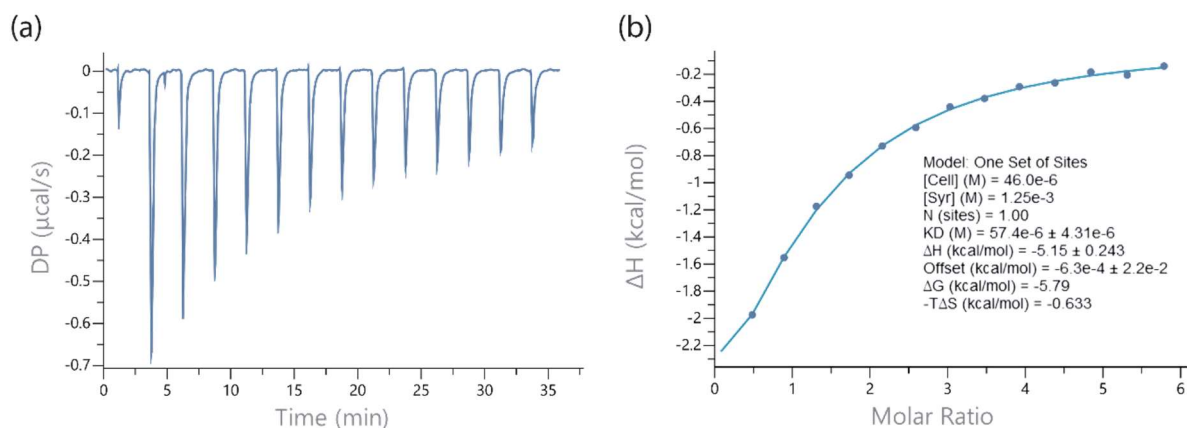 (a)
0
-0.1
-0.2
-0.3
-0.4
-0.5
-0.6
-0.7
DP (µcal/s)
0 5 10 15 20 25 30 35
Time (min)
(b)
-0.2
-0.4
-0.6
-0.8
-1
-1.2
-1.4
-1.6
-1.8
-2
-2.2
ΔH (kcal/mol)
Model: One Set of Sites
[Cell] (M) = 46.0e-6
[Syr] (M) = 1.25e-3
N (sites) = 1.00
KD (M) = 57.4e-6 ± 4.31e-6
ΔH (kcal/mol) = -5.15 ± 0.243
Offset (kcal/mol) = -6.3e-4 ± 2.2e-2
ΔG (kcal/mol) = -5.79
-TΔS (kcal/mol) = -0.633
0 1 2 3 4 5 6
Molar Ratio